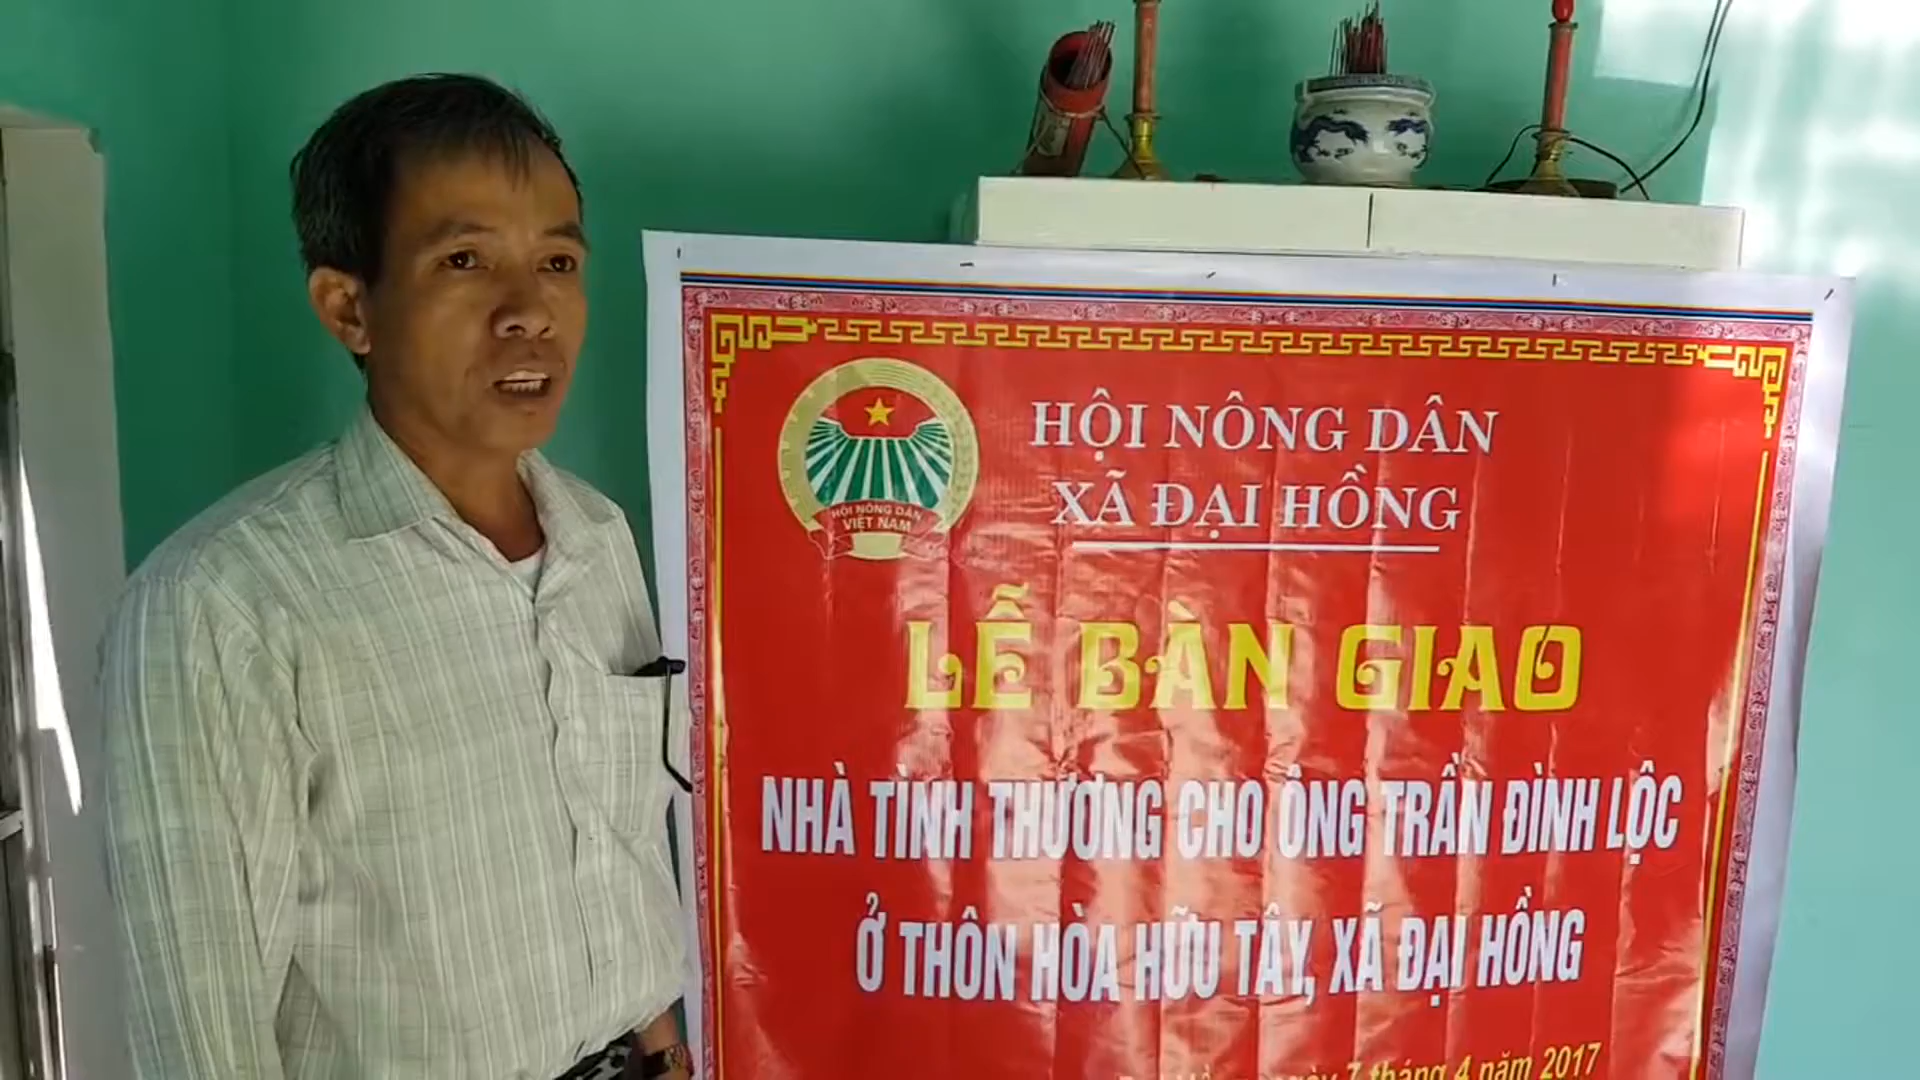 HỘI NÔNG DÂN
XÃ ĐẠI HỒNG
HỘI NÔNG DÂN
VIỆT NAM
LỄ BÀN GIAO
NHÀ TÌNH THƯƠNG CHO ÔNG TRẦN ĐÌNH LỘC
Ở THÔN HÒA HỮU TÂY, XÃ ĐẠI HỒNG
ngày 7 tháng 4 năm 2017